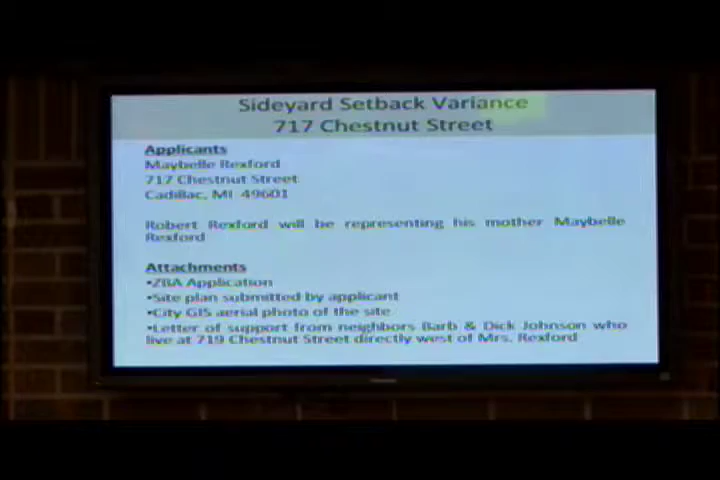 Sideyard Setback Variance
717 Chestnut Street
Applicants
Maybelle Rexford
717 Chestnut Street
Cadillac, MI 49601
Robert Rexford will be representing his mother Maybelle
Rexford
Attachments
•ZBA Application
•Site plan submitted by applicant
•City GIS aerial photo of the site
•Letter of support from neighbors Barb & Dick Johnson who
live at 719 Chestnut Street directly west of Mrs. Rexford